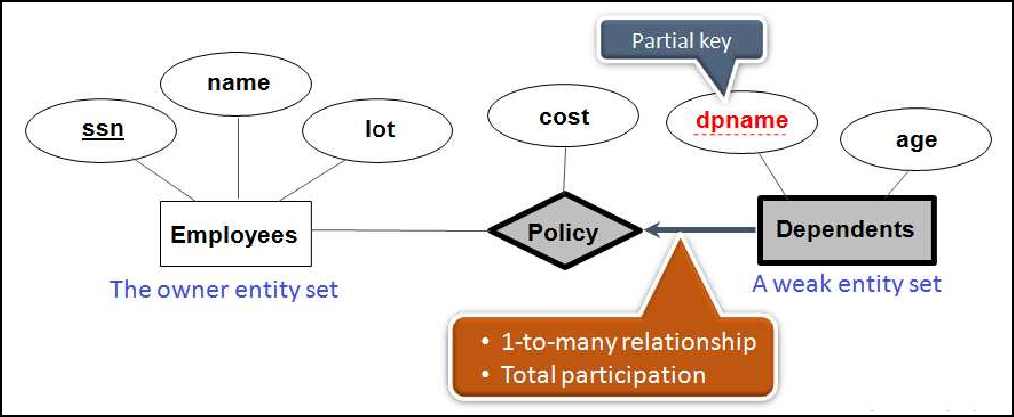 Partial key
name
cost
dpname
ssn
lot
age
Employees
Policy
Dependents
The owner entity set
A weak entity set
• 1-to-many relationship
• Total participation